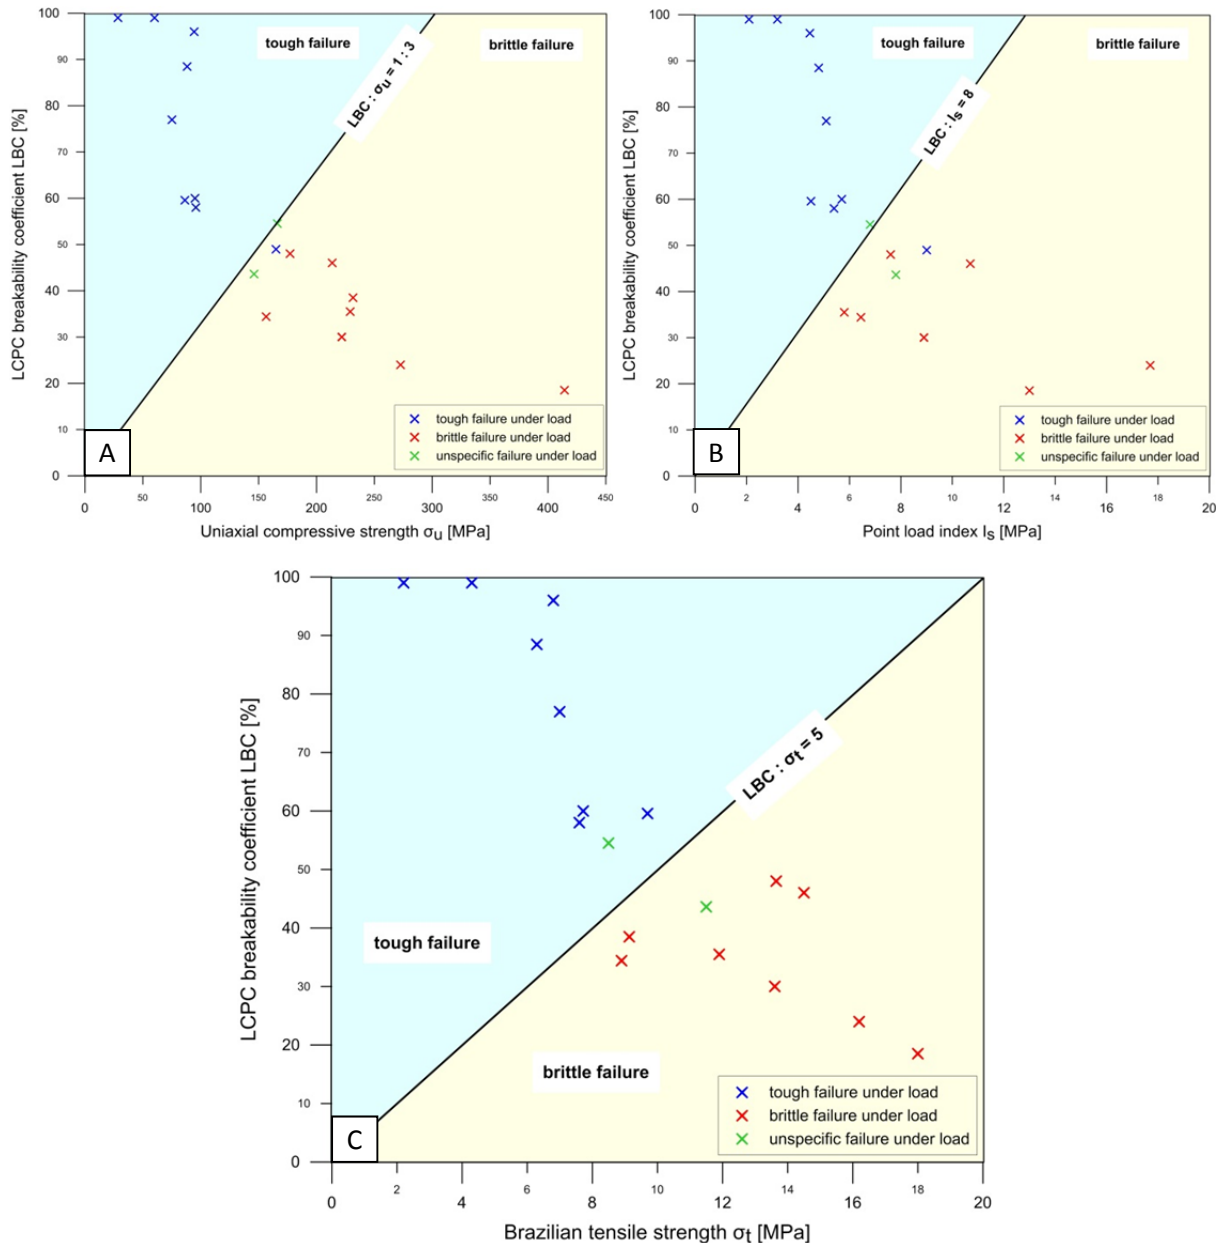 100
90
80
70
60
50
40
30
20
10
0
LCPC breakability coefficient LBC [%]
tough failure
brittle failure
LBC : σu = 1 : 3
tough failure under load
brittle failure under load
unspecific failure under load
A
0 50 100 150 200 250 300 350 400 450
Uniaxial compressive strength σu [MPa]
100
90
80
70
60
50
40
30
20
10
0
LCPC breakability coefficient LBC [%]
tough failure
brittle failure
LBC : Is = 8
tough failure under load
brittle failure under load
unspecific failure under load
B
0 2 4 6 8 10 12 14 16 18 20
Point load index Is [MPa]
100
90
80
70
60
50
40
30
20
10
0
LCPC breakability coefficient LBC [%]
LBC : σt = 5
tough failure
brittle failure
tough failure under load
brittle failure under load
unspecific failure under load
C
0 2 4 6 8 10 12 14 16 18 20
Brazilian tensile strength σt [MPa]